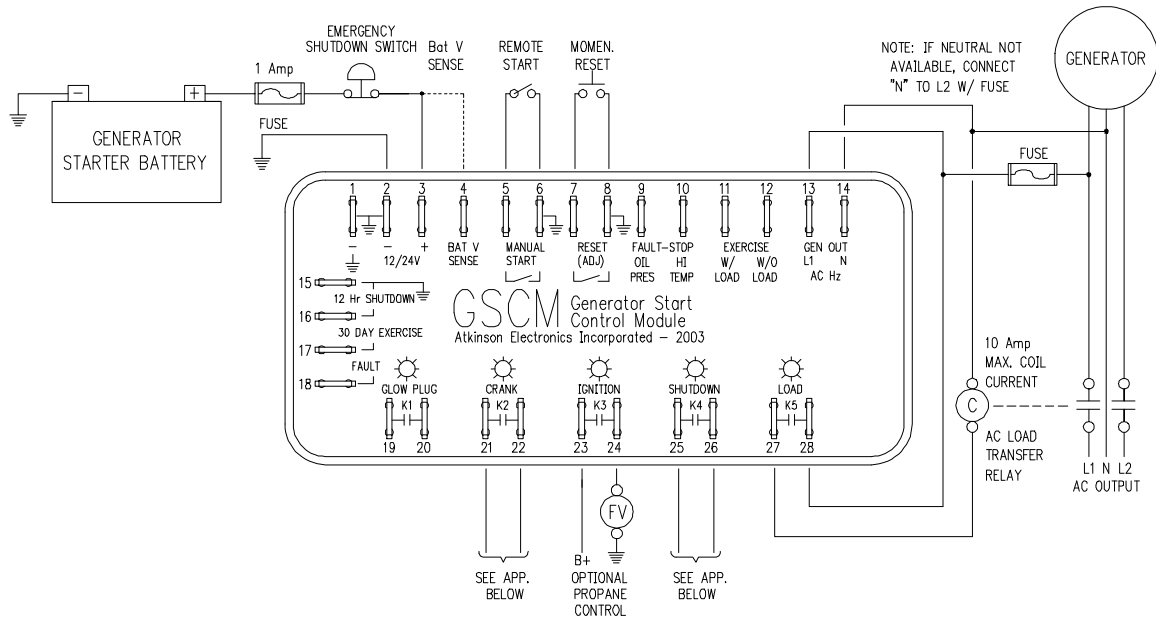 EMERGENCY
SHUTDOWN SWITCH
Bat V
SENSE
REMOTE
START
MOMEN.
RESET
NOTE: IF NEUTRAL NOT
AVAILABLE, CONNECT
"N" TO L2 W/ FUSE
GENERATOR
1 Amp
FUSE
- +
GENERATOR
STARTER BATTERY
FUSE
1 2 3 4 5 6 7 8 9 10 11 12 13 14
- - +
12/24V
BAT V
SENSE
MANUAL
START
RESET
(ADJ)
FAULT-STOP
OIL
PRES
HI
TEMP
EXERCISE
W/
LOAD
W/O
LOAD
GEN OUT
L1 N
AC Hz
15
12 Hr SHUTDOWN
16
30 DAY EXERCISE
17
FAULT
18
GSCM Generator Start
Control Module
Atkinson Electronics Incorporated - 2003
GLOW PLUG
K1
19 20
CRANK
K2
21 22
IGNITION
K3
23 24
SHUTDOWN
K4
25 26
LOAD
K5
27 28
10 Amp
MAX. COIL
CURRENT
C
AC LOAD
TRANSFER
RELAY
L1 N L2
AC OUTPUT
FV
SEE APP.
BELOW
B+
OPTIONAL
PROPANE
CONTROL
SEE APP.
BELOW